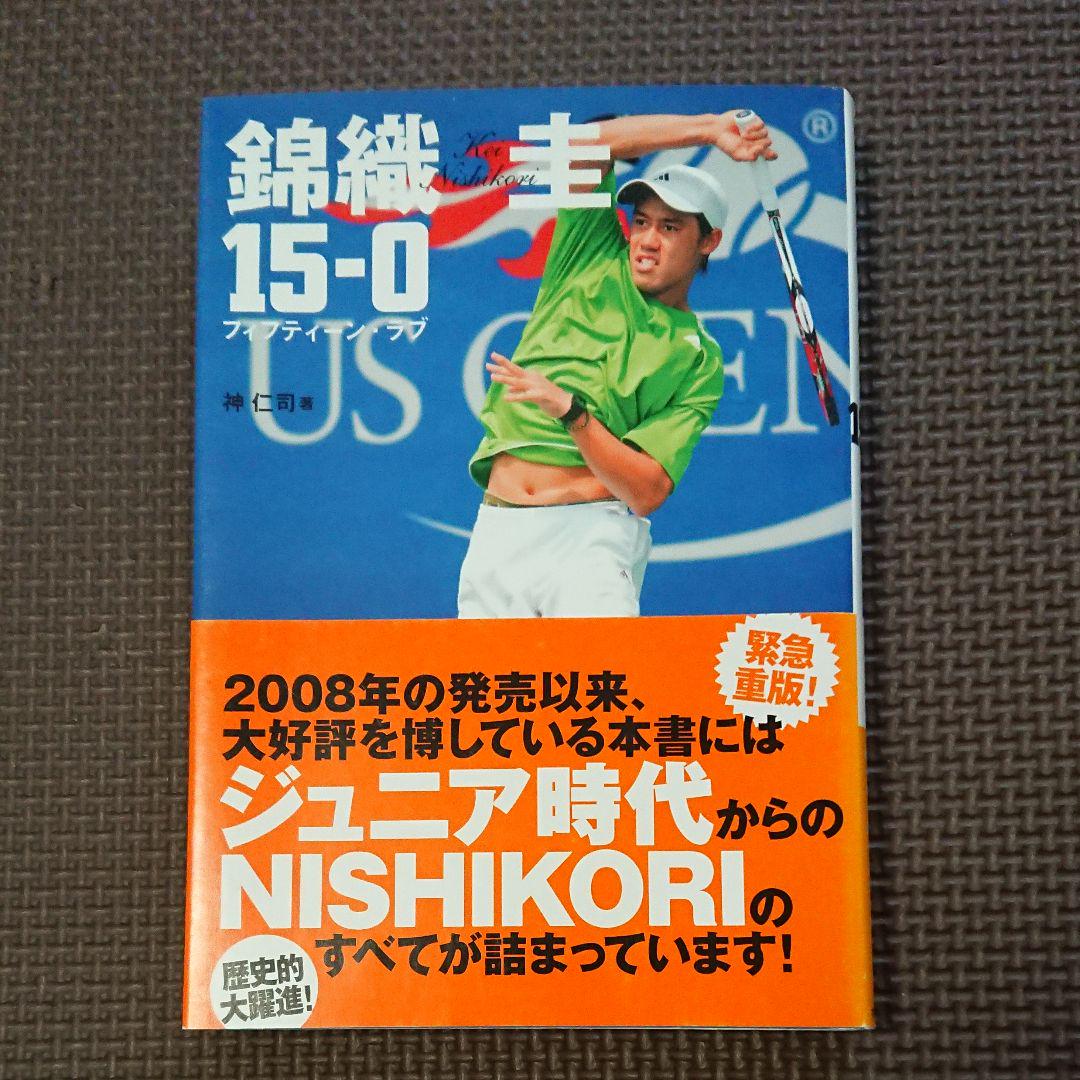 錦織 圭
Kei
Nishikori
15-0
フィフティーン・ラブ
US OPEN
®
神 仁司 著
緊急
重版!
2008年の発売以来、
大好評を博している本書には
ジュニア時代からの
NISHIKORIの
すべてが詰まっています!
歴史的
大躍進!